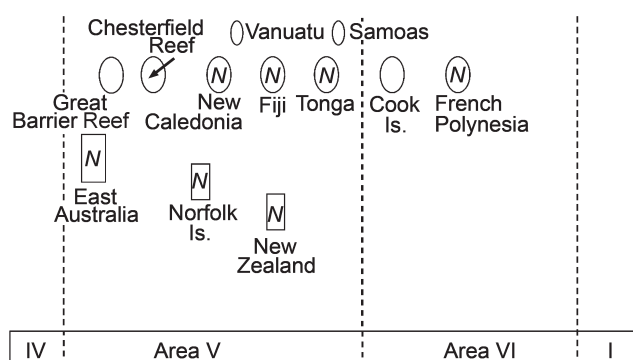 Chesterfield
Reef
Vanuatu
Samoas
N
N
N
N
Great
Barrier Reef
New
Caledonia
Fiji
Tonga
Cook
Is.
French
Polynesia
N
East
Australia
N
Norfolk
Is.
N
New
Zealand
IV
Area V
Area VI
I